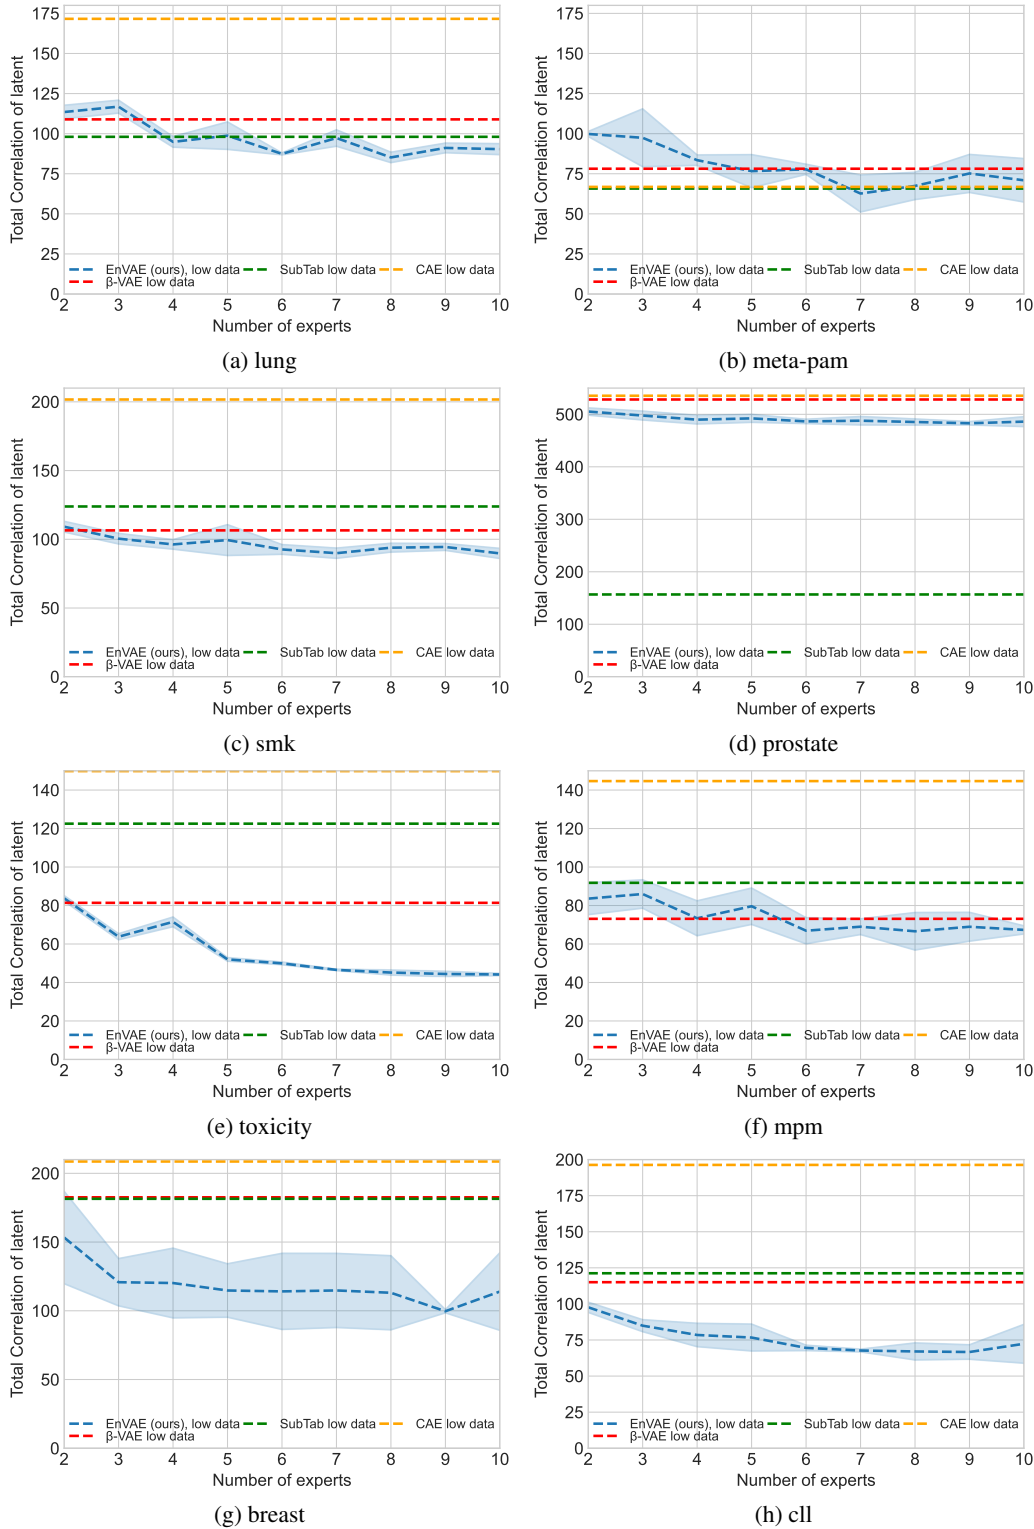 175
150
125
100
75
50
25
0
Total Correlation of latent
EnVAE (ours), low data SubTab low data CAE low data
β-VAE low data
2 3 4 5 6 7 8 9 10
Number of experts
(a) lung
175
150
125
100
75
50
25
0
Total Correlation of latent
EnVAE (ours), low data SubTab low data CAE low data
β-VAE low data
2 3 4 5 6 7 8 9 10
Number of experts
(b) meta-pam
200
150
100
50
0
Total Correlation of latent
EnVAE (ours), low data SubTab low data CAE low data
β-VAE low data
2 3 4 5 6 7 8 9 10
Number of experts
(c) smk
500
400
300
200
100
0
Total Correlation of latent
EnVAE (ours), low data SubTab low data CAE low data
β-VAE low data
2 3 4 5 6 7 8 9 10
Number of experts
(d) prostate
140
120
100
80
60
40
20
0
Total Correlation of latent
EnVAE (ours), low data SubTab low data CAE low data
β-VAE low data
2 3 4 5 6 7 8 9 10
Number of experts
(e) toxicity
140
120
100
80
60
40
20
0
Total Correlation of latent
EnVAE (ours), low data SubTab low data CAE low data
β-VAE low data
2 3 4 5 6 7 8 9 10
Number of experts
(f) mpm
200
150
100
50
0
Total Correlation of latent
EnVAE (ours), low data SubTab low data CAE low data
β-VAE low data
2 3 4 5 6 7 8 9 10
Number of experts
(g) breast
200
175
150
125
100
75
50
25
0
Total Correlation of latent
EnVAE (ours), low data SubTab low data CAE low data
β-VAE low data
2 3 4 5 6 7 8 9 10
Number of experts
(h) cll